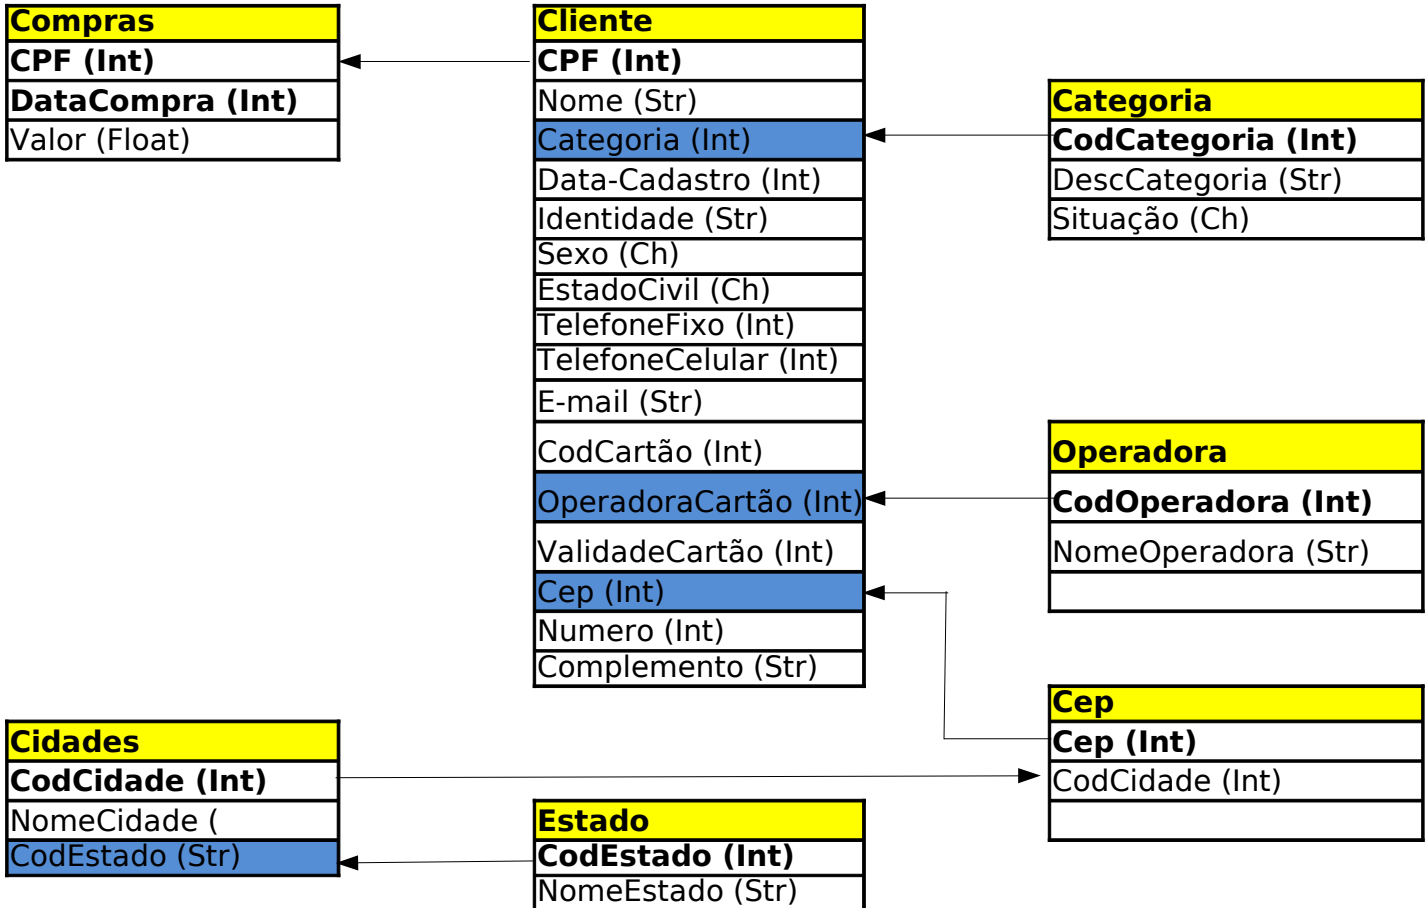 Compras
CPF (Int)
DataCompra (Int)
Valor (Float)
Cliente
CPF (Int)
Nome (Str)
Categoria (Int)
Data-Cadastro (Int)
Identidade (Str)
Sexo (Ch)
EstadoCivil (Ch)
TelefoneFixo (Int)
TelefoneCelular (Int)
E-mail (Str)
CodCartão (Int)
OperadoraCartão (Int)
ValidadeCartão (Int)
Cep (Int)
Numero (Int)
Complemento (Str)
Categoria
CodCategoria (Int)
DescCategoria (Str)
Situação (Ch)
Operadora
CodOperadora (Int)
NomeOperadora (Str)
Cep
Cep (Int)
CodCidade (Int)
Cidades
CodCidade (Int)
NomeCidade (
CodEstado (Str)
Estado
CodEstado (Int)
NomeEstado (Str)